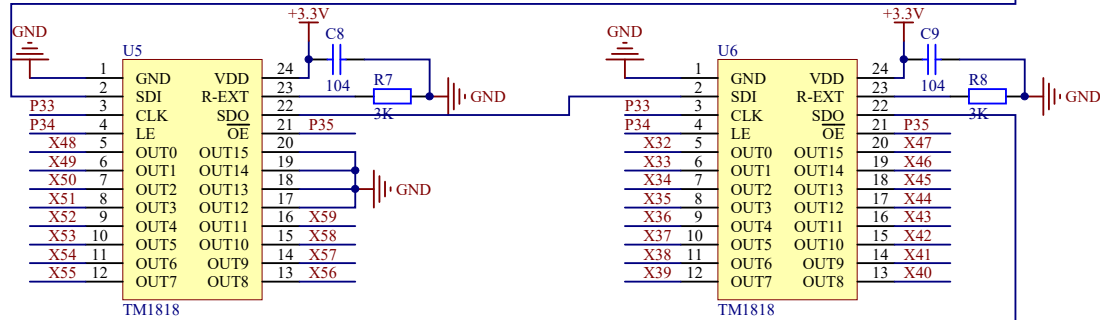 +3.3V
GND
U5
C8
104
R7
3K
GND
1 GND VDD 24
2 SDI R-EXT 23
P33 3 CLK SDO 22
P34 4 LE OE 21 P35
X48 5 OUT0 OUT15 20
X49 6 OUT1 OUT14 19
X50 7 OUT2 OUT13 18
GND
X51 8 OUT3 OUT12 17
X52 9 OUT4 OUT11 16 X59
X53 10 OUT5 OUT10 15 X58
X54 11 OUT6 OUT9 14 X57
X55 12 OUT7 OUT8 13 X56
TM1818
+3.3V
GND
U6
C9
104
R8
3K
GND
1 GND VDD 24
2 SDI R-EXT 23
P33 3 CLK SDO 22
P34 4 LE OE 21 P35
X32 5 OUT0 OUT15 20 X47
X33 6 OUT1 OUT14 19 X46
X34 7 OUT2 OUT13 18 X45
X35 8 OUT3 OUT12 17 X44
X36 9 OUT4 OUT11 16 X43
X37 10 OUT5 OUT10 15 X42
X38 11 OUT6 OUT9 14 X41
X39 12 OUT7 OUT8 13 X40
TM1818